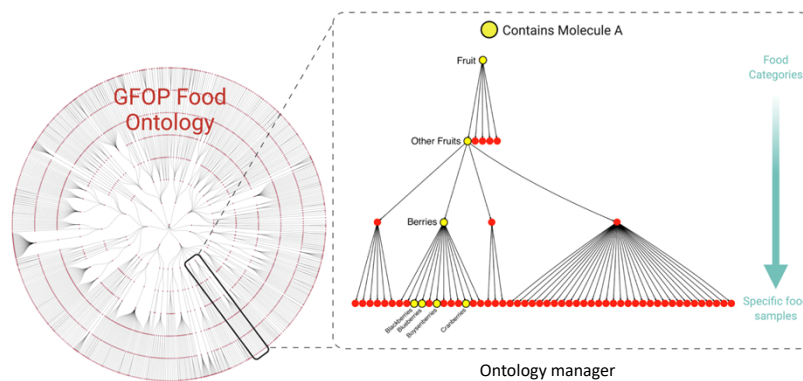 GFOP Food
Ontology
Contains Molecule A
Fruit
Food
Categories
Other Fruits
Berries
Blackberries
Blueberries
Boysenberries
Cranberries
Specific foo
samples
Ontology manager